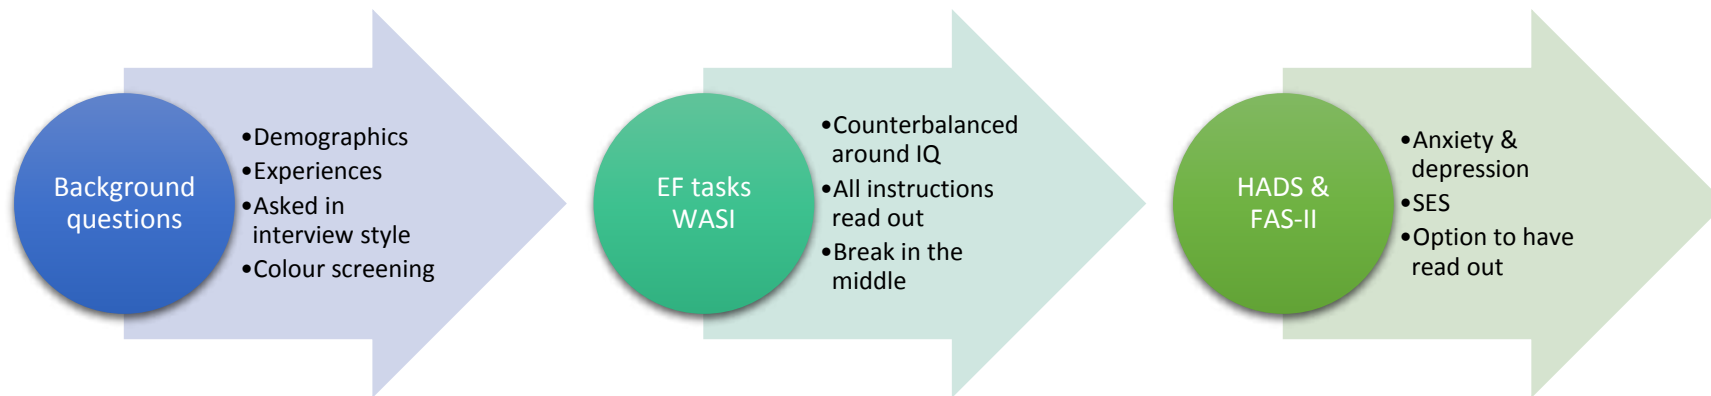 Background
questions
•Demographics
•Experiences
•Asked in
interview style
•Colour screening
EF tasks
WASI
•Counterbalanced
around IQ
•All instructions
read out
•Break in the
middle
HADS &
FAS-II
•Anxiety &
depression
•SES
•Option to have
read out